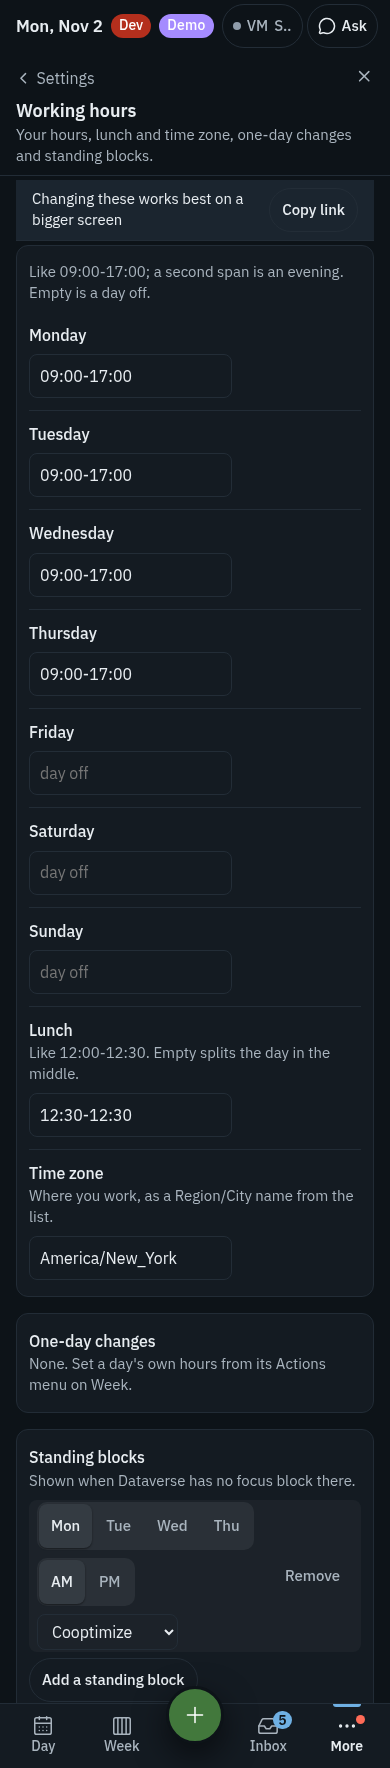 Mon, Nov 2 Dev Demo VM S.. Ask
Settings
Working hours
Your hours, lunch and time zone, one-day changes
and standing blocks.
Changing these works best on a
bigger screen
Copy link
Like 09:00-17:00; a second span is an evening.
Empty is a day off.
Monday
09:00-17:00
Tuesday
09:00-17:00
Wednesday
09:00-17:00
Thursday
09:00-17:00
Friday
day off
Saturday
day off
Sunday
day off
Lunch
Like 12:00-12:30. Empty splits the day in the
middle.
12:30-12:30
Time zone
Where you work, as a Region/City name from the
list.
America/New_York
One-day changes
None. Set a day's own hours from its Actions
menu on Week.
Standing blocks
Shown when Dataverse has no focus block there.
Mon Tue Wed Thu
AM PM
Remove
Cooptimize
Add a standing block
5
Day Week Inbox More